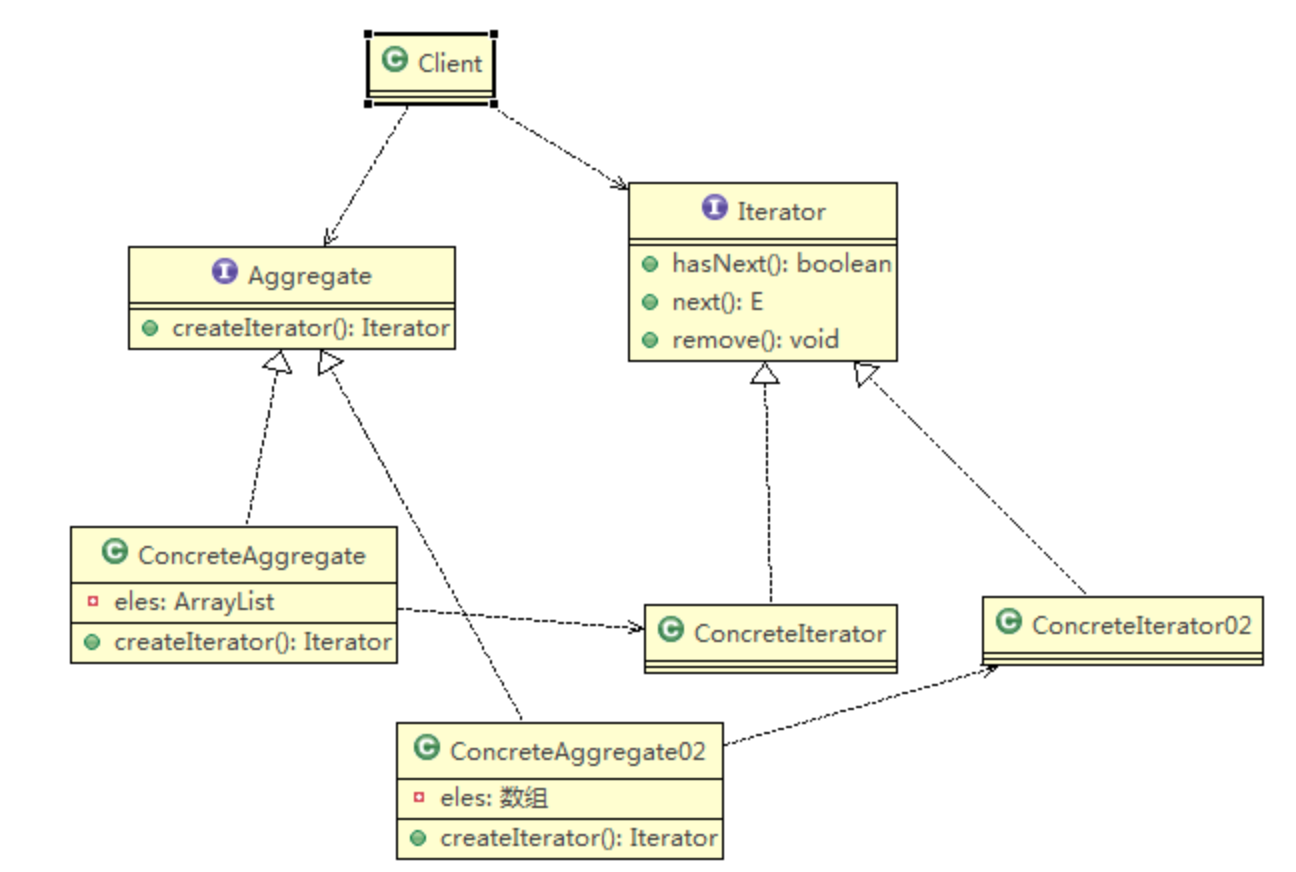 Client
Iterator
hasNext(): boolean
next(): E
remove(): void
Aggregate
createIterator(): Iterator
ConcreteAggregate
eles: ArrayList
createIterator(): Iterator
ConcreteIterator
ConcreteIterator02
ConcreteAggregate02
eles: 数组
createIterator(): Iterator